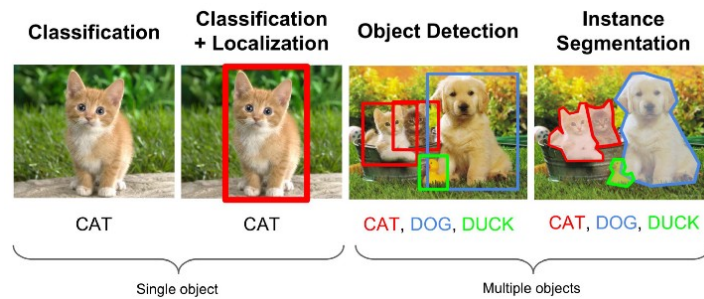 Classification
Classification
+ Localization
Object Detection
Instance
Segmentation
CAT
CAT
CAT, DOG, DUCK
CAT, DOG, DUCK
Single object
Multiple objects